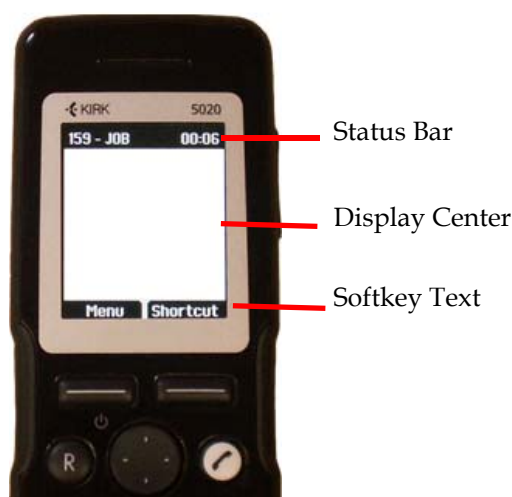 KIRK 5020
159 - JOB 00:06
Status Bar
Display Center
Menu Shortcut
Softkey Text
R